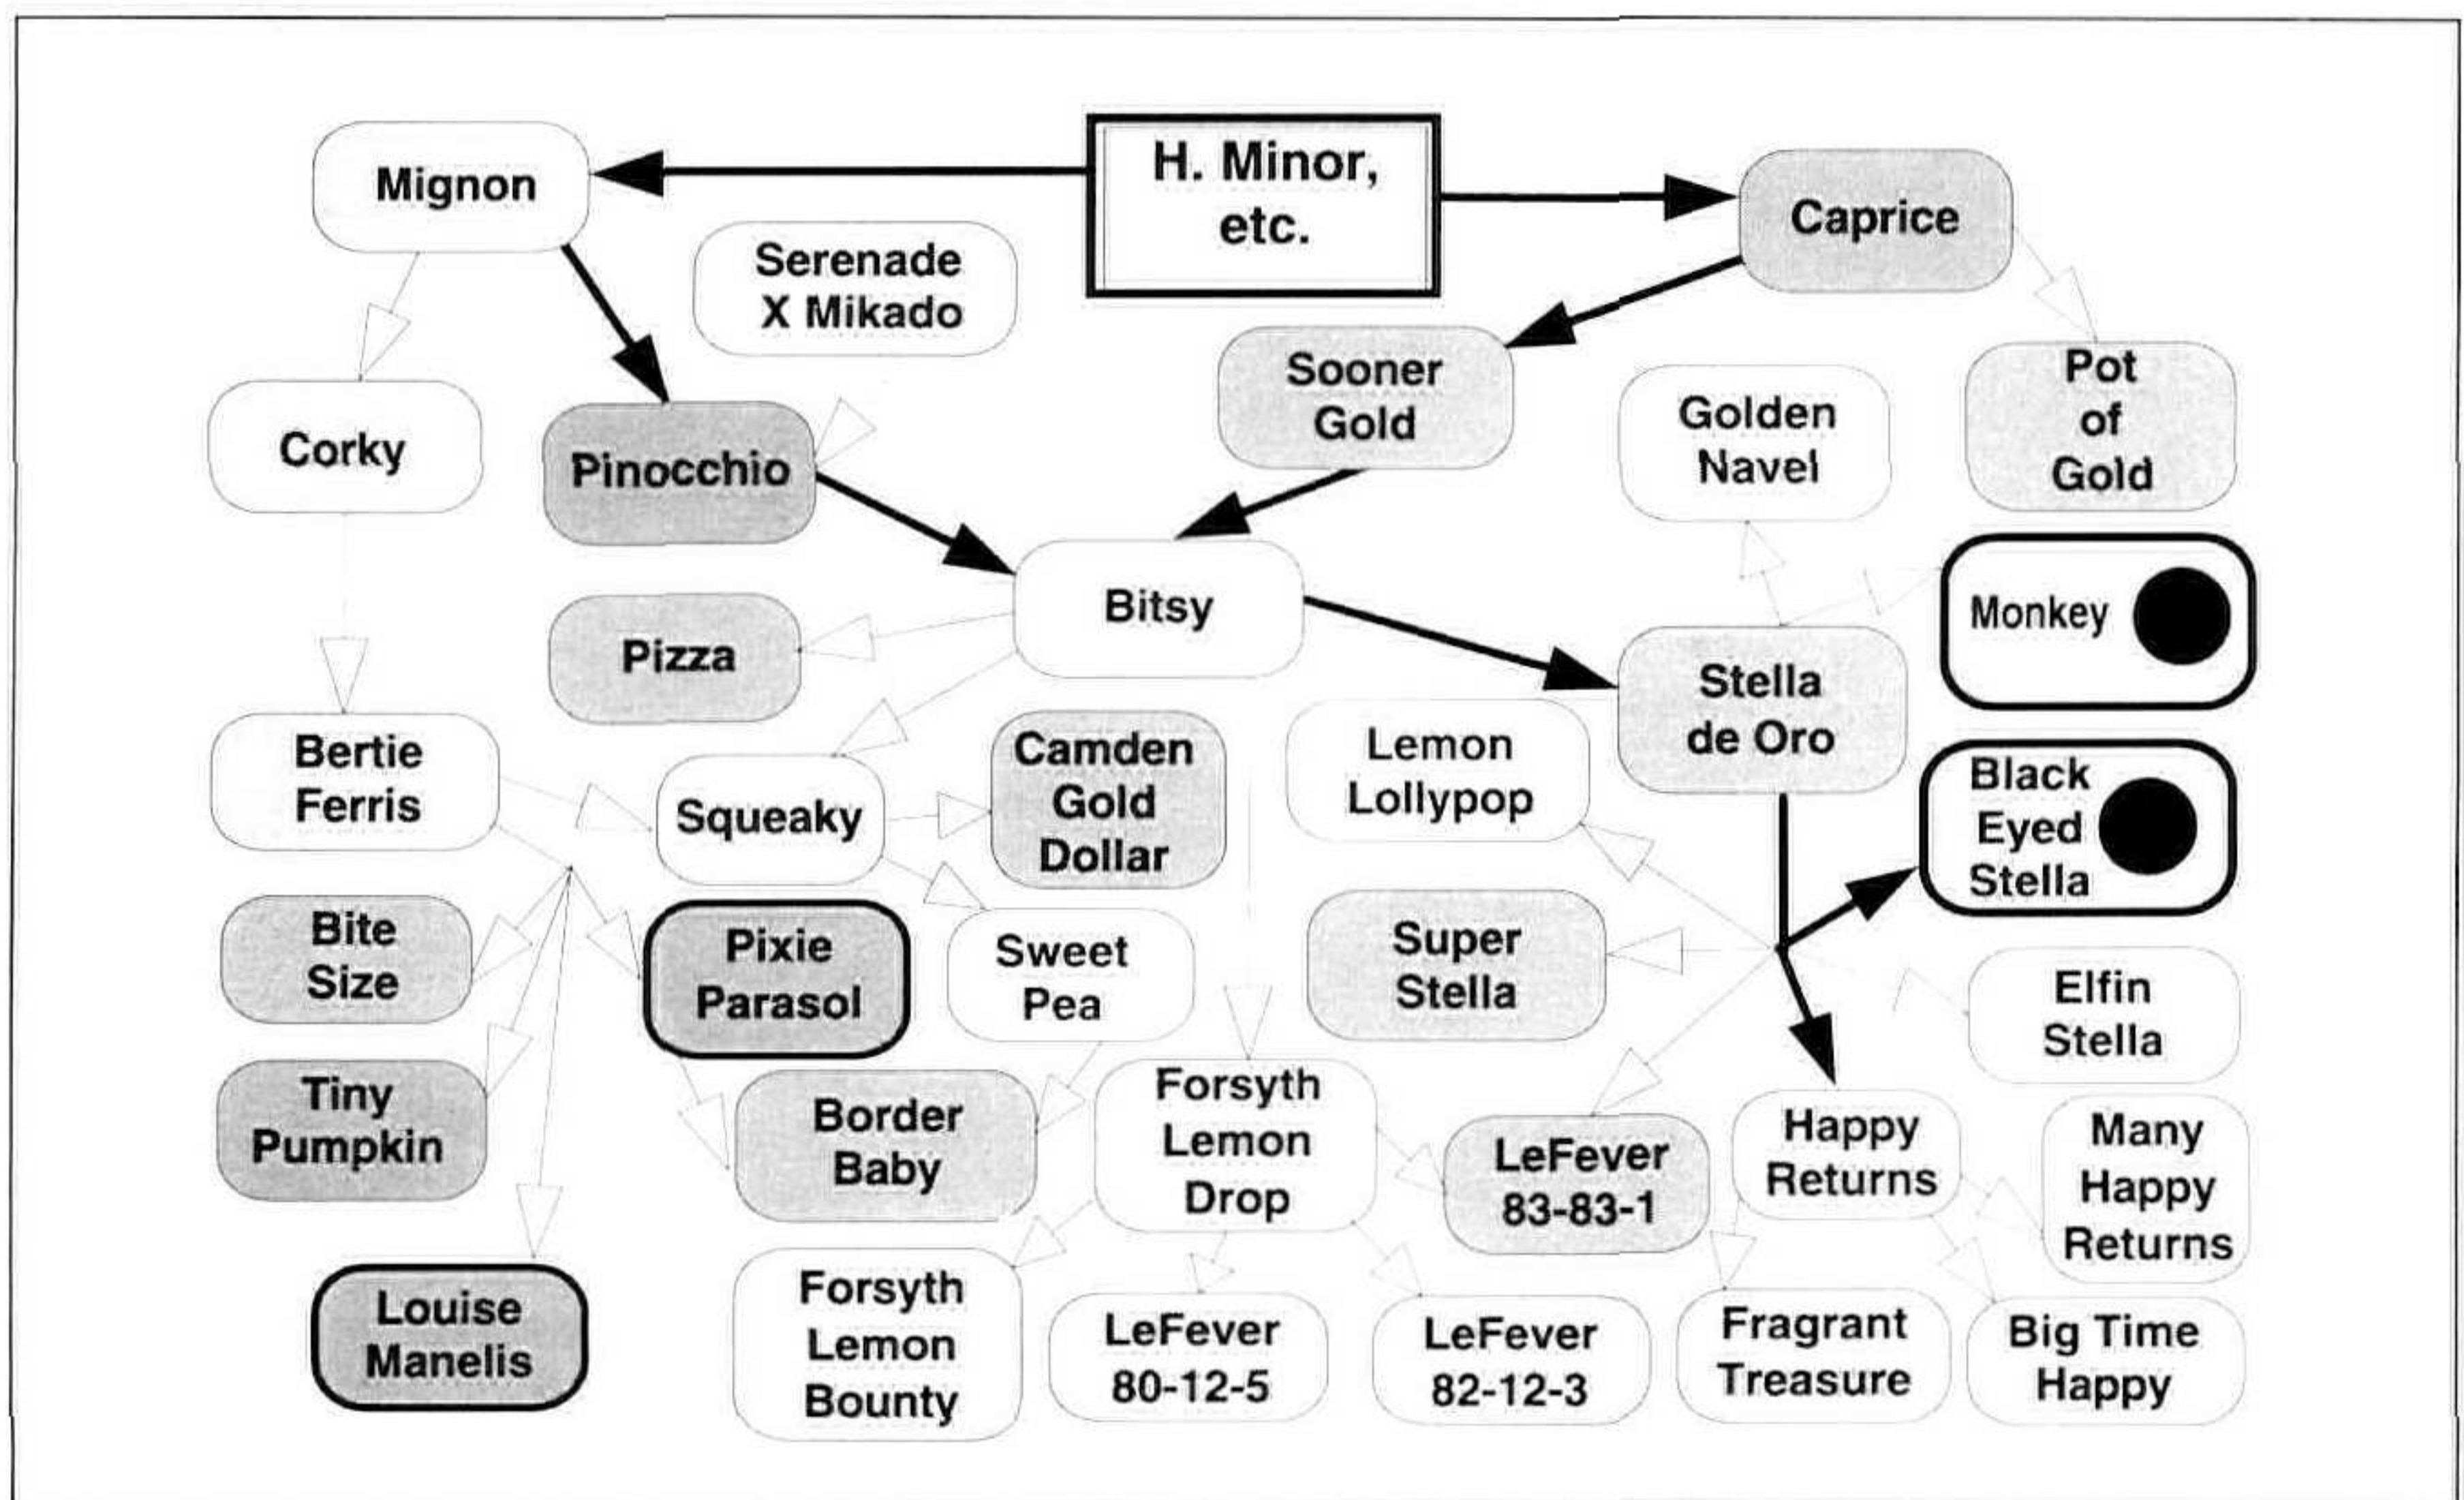 Mignon
H. Minor,
etc.
Caprice
Serenade
X Mikado
Sooner
Gold
Pot
of
Gold
Golden
Navel
Corky
Pinocchio
Bitsy
Monkey
Pizza
Stella
de Oro
Bertie
Ferris
Squeaky
Camden
Gold
Dollar
Lemon
Lollypop
Black
Eyed
Stella
Bite
Size
Pixie
Parasol
Sweet
Pea
Super
Stella
Elfin
Stella
Tiny
Pumpkin
Border
Baby
Forsyth
Lemon
Drop
LeFever
83-83-1
Happy
Returns
Many
Happy
Returns
Louise
Manelis
Forsyth
Lemon
Bounty
LeFever
80-12-5
LeFever
82-12-3
Fragrant
Treasure
Big Time
Happy